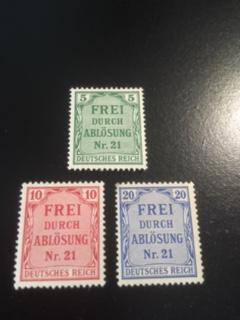 5 5
FREI
DURCH
ABLÖSUNG
Nr. 21
DEUTSCHES REICH
10 10
FREI
DURCH
ABLÖSUNG
Nr. 21
DEUTSCHES REICH
20 20
FREI
DURCH
ABLÖSUNG
Nr. 21
DEUTSCHES REICH